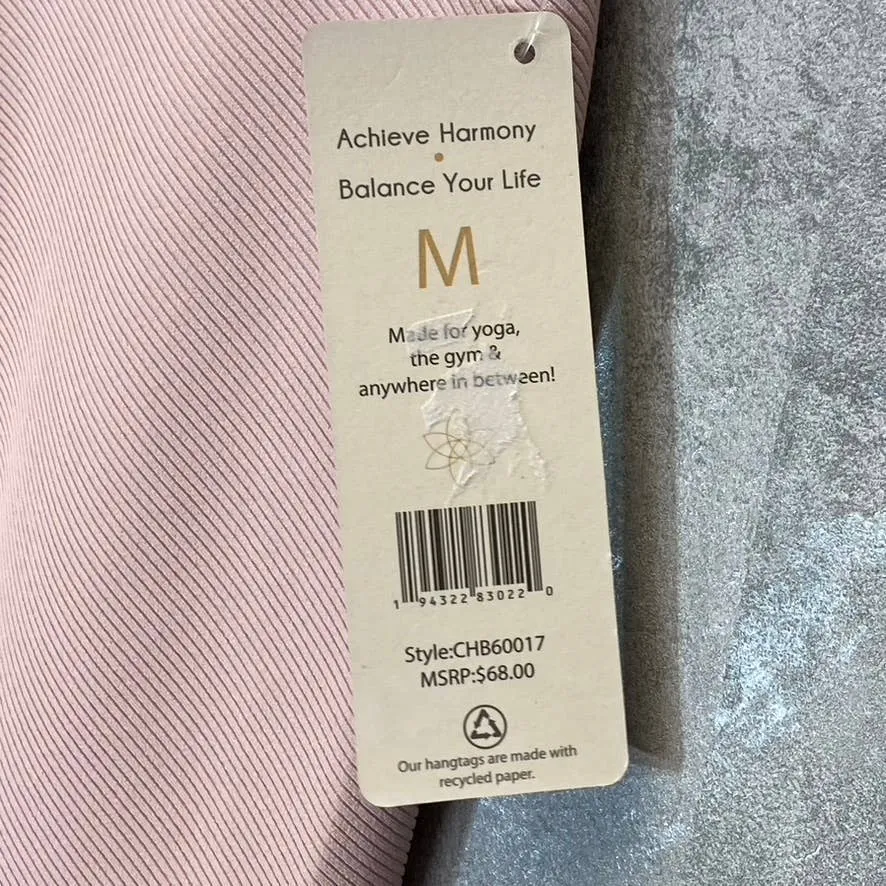 Achieve Harmony
•
Balance Your Life
M
Made for yoga,
the gym &
anywhere in between!
1 94322 83022 0
Style:CHB60017
MSRP:$68.00
Our hangtags are made with
recycled paper.